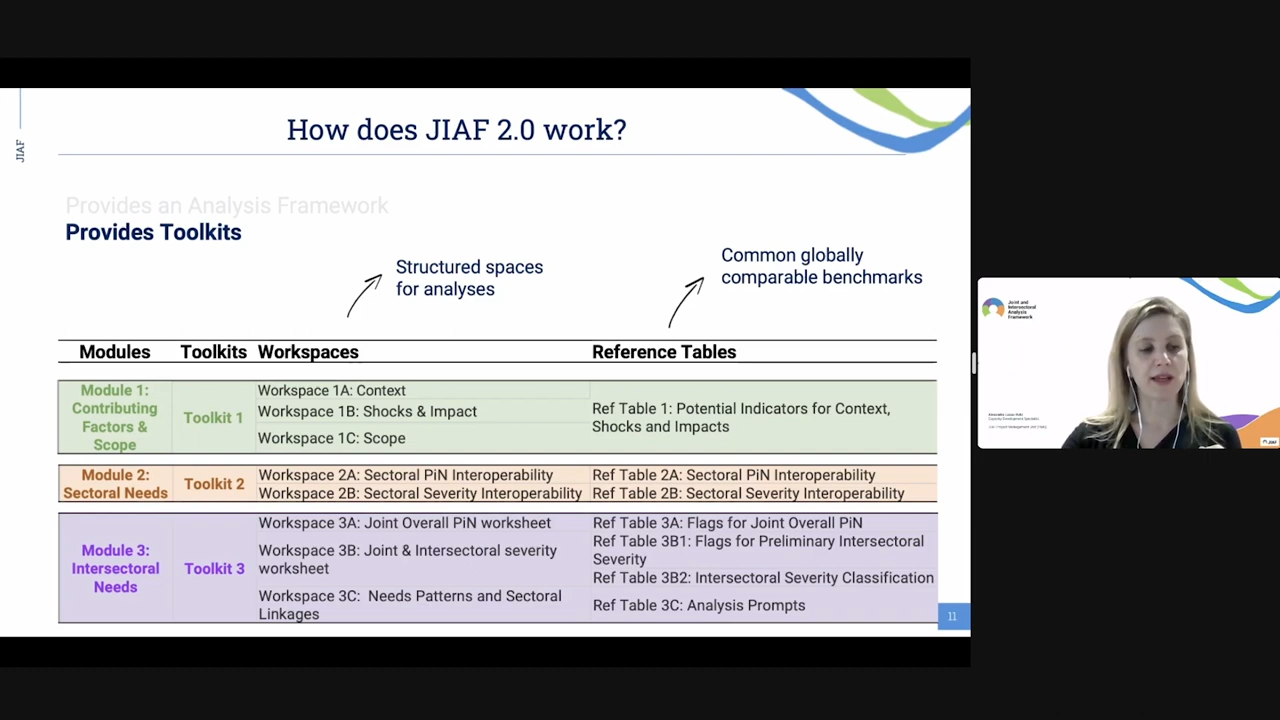 JIAF
How does JIAF 2.0 work?
Provides an Analysis Framework
Provides Toolkits
Structured spaces
for analyses
Common globally
comparable benchmarks
Modules Toolkits Workspaces Reference Tables
Module 1:
Contributing
Factors &
Scope
Toolkit 1
Workspace 1A: Context
Workspace 1B: Shocks & Impact
Workspace 1C: Scope
Ref Table 1: Potential Indicators for Context,
Shocks and Impacts
Module 2:
Sectoral Needs
Toolkit 2
Workspace 2A: Sectoral PiN Interoperability
Workspace 2B: Sectoral Severity Interoperability
Ref Table 2A: Sectoral PiN Interoperability
Ref Table 2B: Sectoral Severity Interoperability
Module 3:
Intersectoral
Needs
Toolkit 3
Workspace 3A: Joint Overall PiN worksheet
Workspace 3B: Joint & Intersectoral severity
worksheet
Workspace 3C: Needs Patterns and Sectoral
Linkages
Ref Table 3A: Flags for Joint Overall PiN
Ref Table 3B1: Flags for Preliminary Intersectoral
Severity
Ref Table 3B2: Intersectoral Severity Classification
Ref Table 3C: Analysis Prompts
11
Joint and
Intersectoral
Analysis
Framework
JIAF